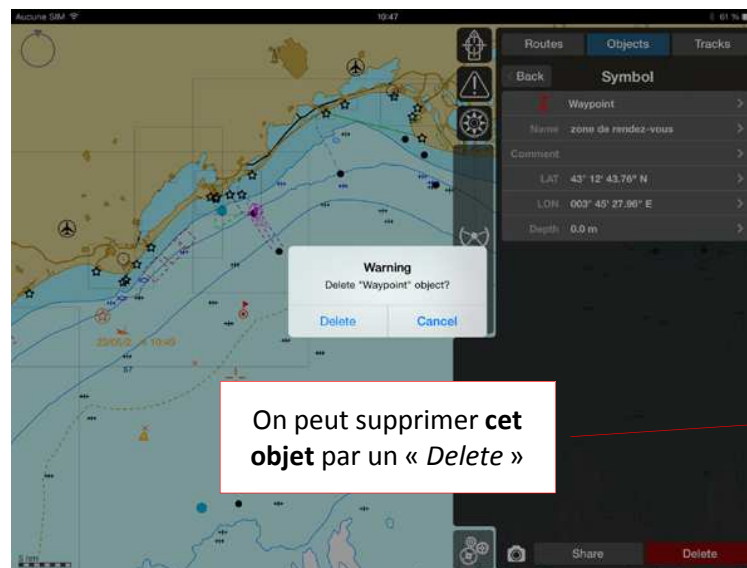 Aucune SIM 10:47 61 %
Routes Objects Tracks
Back Symbol
Waypoint
Name zone de rendez-vous
Comment
LAT 43° 12' 43.76" N
LON 003° 45' 27.96" E
Depth 0.0 m
Warning
Delete "Waypoint" object?
Delete Cancel
57
On peut supprimer cet
objet par un « Delete »
Share Delete